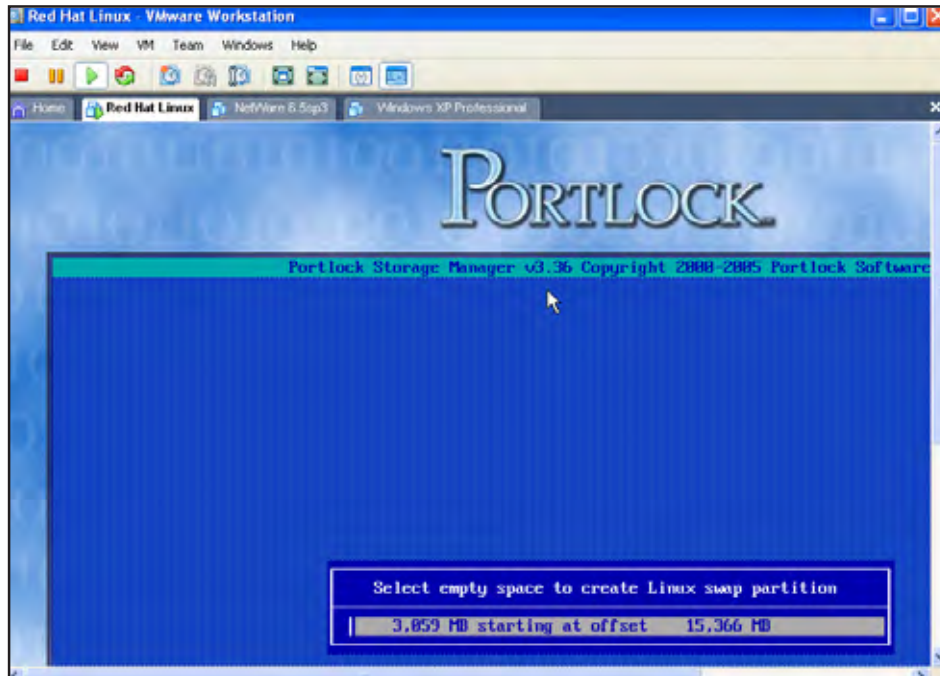 Red Hat Linux - VMware Workstation
File Edit View VM Team Windows Help
Home Red Hat Linux NetWare 6.5sp3 Windows XP Professional
PORTLOCK
Portlock Storage Manager v3.36 Copyright 2000-2005 Portlock Software
Select empty space to create Linux swap partition
3,059 MB starting at offset 15,366 MB